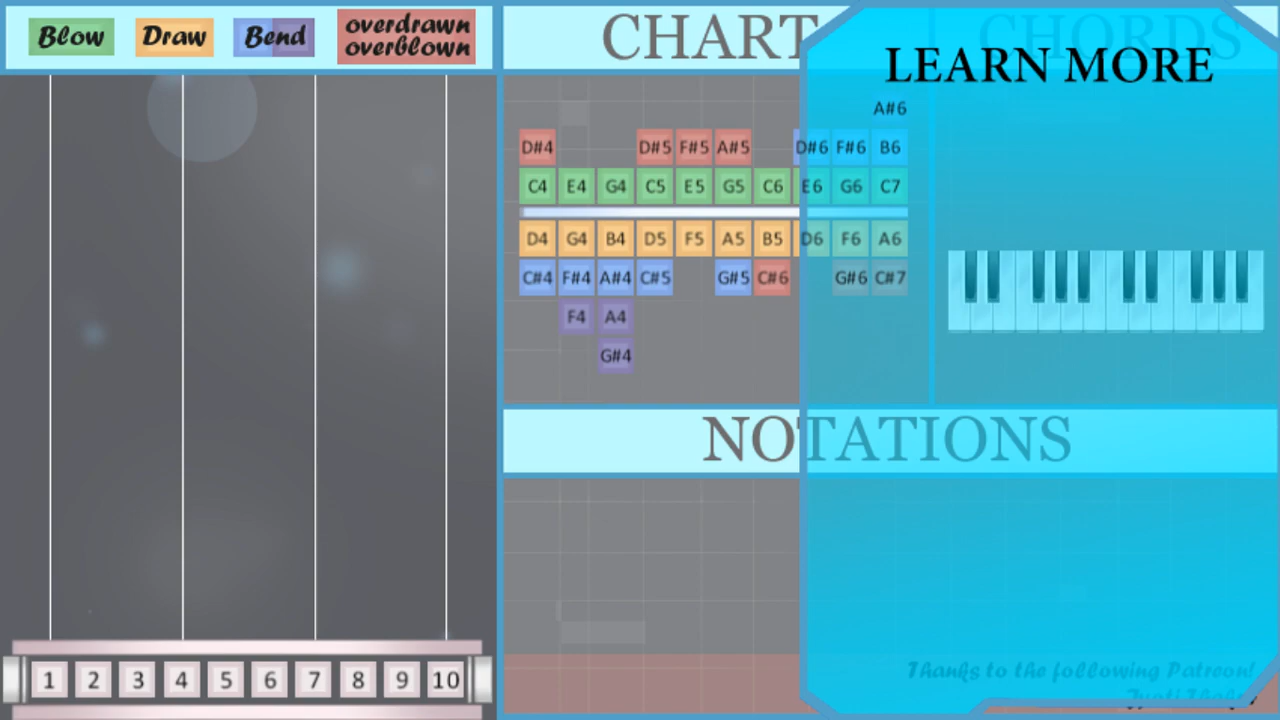 Blow Draw Bend overdrawn
overblown
CHART CHORDS
LEARN MORE
A#6
D#4 D#5 F#5 A#5 D#6 F#6 B6
C4 E4 G4 C5 E5 G5 C6 E6 G6 C7
D4 G4 B4 D5 F5 A5 B5 D6 F6 A6
C#4 F#4 A#4 C#5 G#5 C#6 G#6 C#7
F4 A4
G#4
NOTATIONS
Thanks to the following Patreon!
1 2 3 4 5 6 7 8 9 10